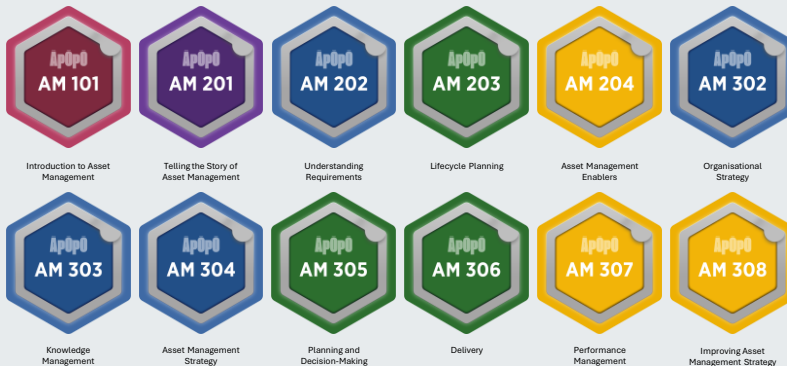 ApOpO
AM 101
ApOpO
AM 201
ApOpO
AM 202
ApOpO
AM 203
ApOpO
AM 204
ApOpO
AM 302
Introduction to Asset
Management
Telling the Story of
Asset Management
Understanding
Requirements
Lifecycle Planning
Asset Management
Enablers
Organisational
Strategy
ApOpO
AM 303
ApOpO
AM 304
ApOpO
AM 305
ApOpO
AM 306
ApOpO
AM 307
ApOpO
AM 308
Knowledge
Management
Asset Management
Strategy
Planning and
Decision-Making
Delivery
Performance
Management
Improving Asset
Management Strategy